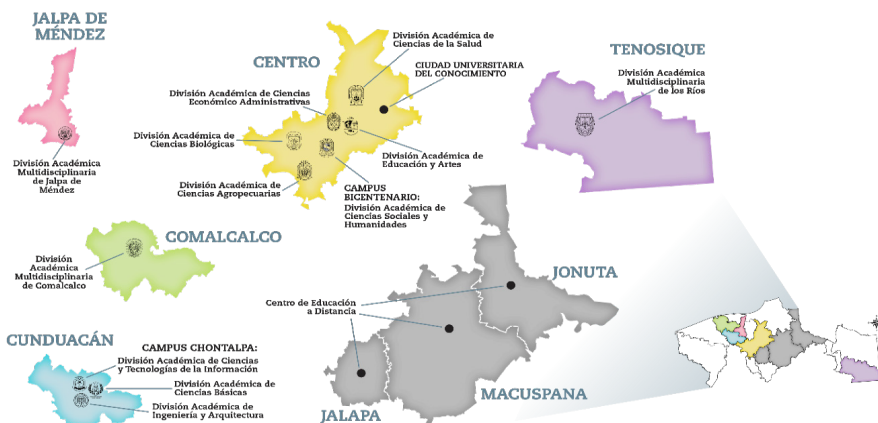 JALPA DE
MÉNDEZ
División Académica
Multidisciplinaria
de Jalpa de
Méndez
CENTRO
División Académica de
Ciencias de la Salud
CIUDAD UNIVERSITARIA
DEL CONOCIMIENTO
División Académica de Ciencias
Económico Administrativas
División Académica de
Ciencias Biológicas
División Académica de
Educación y Artes
División Académica de
Ciencias Agropecuarias
CAMPUS
BICENTENARIO:
División Académica de
Ciencias Sociales y
Humanidades
TENOSIQUE
División Académica
Multidisciplinaria
de los Ríos
COMALCALCO
División
Académica
Multidisciplinaria
de Comalcalco
JONUTA
Centro de Educación
a Distancia
MACUSPANA
JALAPA
CUNDUACÁN
CAMPUS CHONTALPA:
División Académica de Ciencias
y Tecnologías de la Información
División Académica de
Ciencias Básicas
División Académica de
Ingeniería y Arquitectura